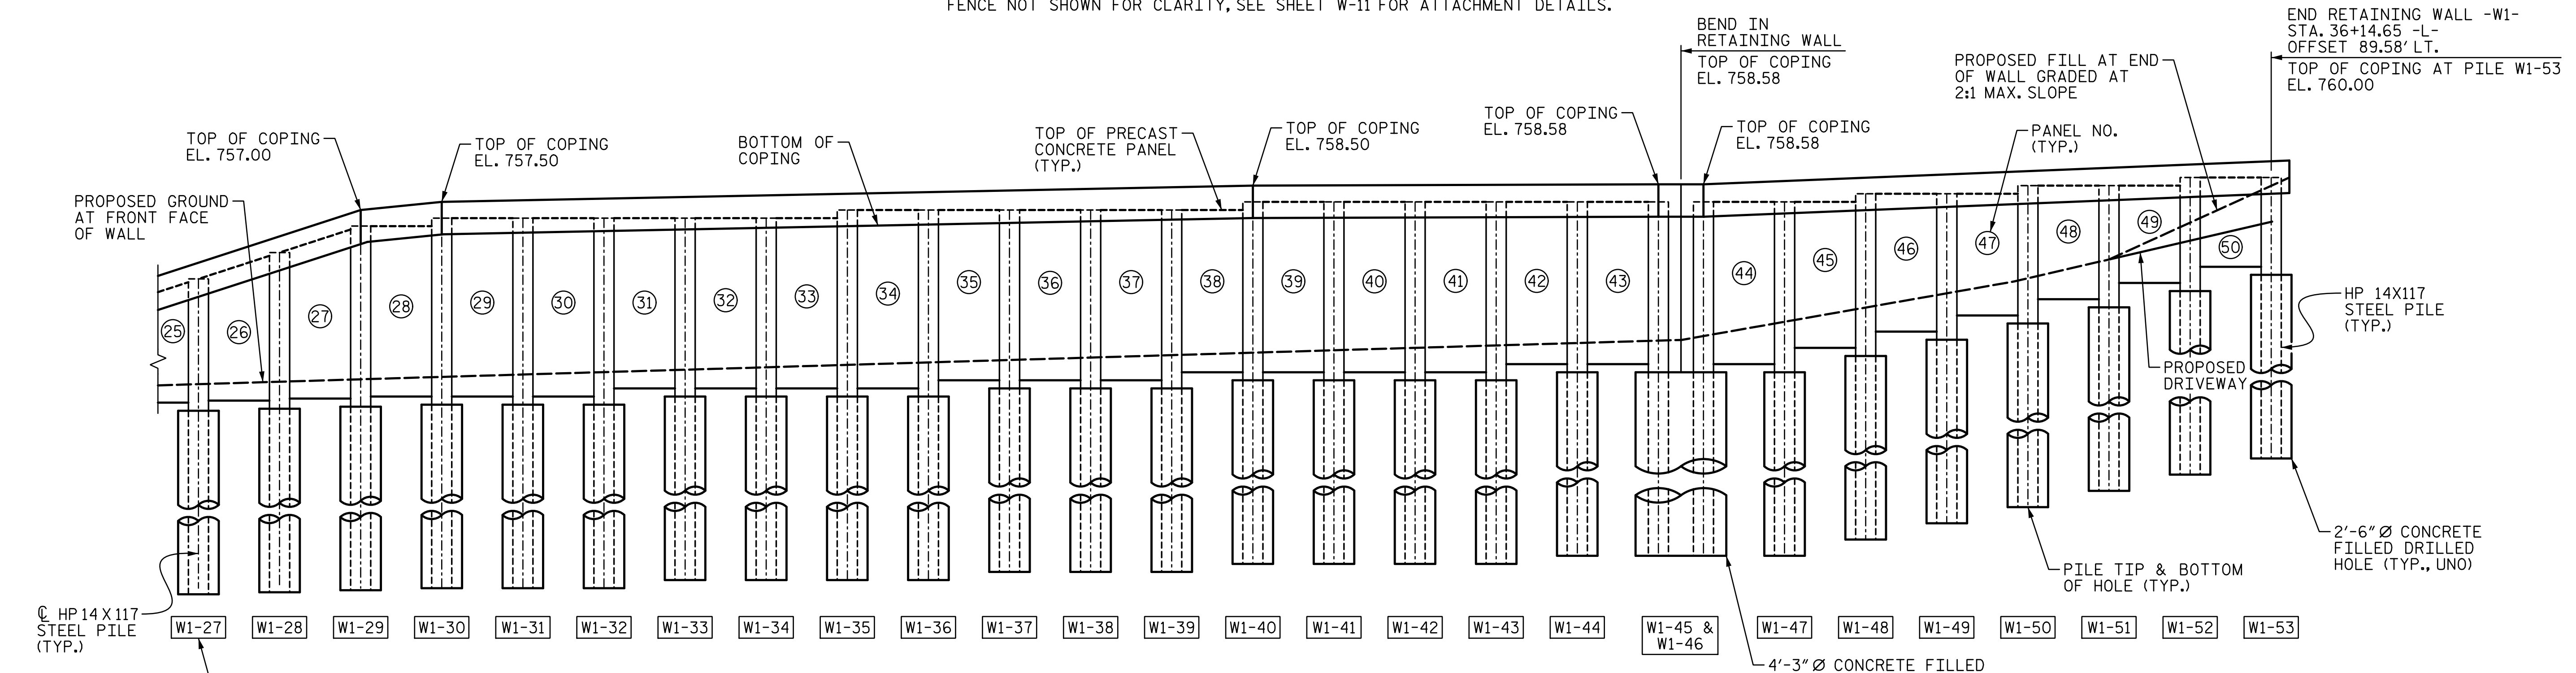 FENCE NOT SHOWN FOR CLARITY, SEE SHEET W-11 FOR ATTACHMENT DETAILS.
END RETAINING WALL -W1-
STA. 36+14.65 -L-
OFFSET 89.58' LT.
TOP OF COPING AT PILE W1-53
EL. 760.00
BEND IN
RETAINING WALL
TOP OF COPING
EL. 758.58
PROPOSED FILL AT END
OF WALL GRADED AT
2:1 MAX. SLOPE
TOP OF COPING
EL. 757.00
TOP OF COPING
EL. 757.50
BOTTOM OF
COPING
TOP OF PRECAST
CONCRETE PANEL
(TYP.)
TOP OF COPING
EL. 758.50
TOP OF COPING
EL. 758.58
TOP OF COPING
EL. 758.58
PANEL NO.
(TYP.)
PROPOSED GROUND
AT FRONT FACE
OF WALL
25
26
27
28
29
30
31
32
33
34
35
36
37
38
39
40
41
42
43
44
45
46
47
48
49
50
HP 14X117
STEEL PILE
(TYP.)
PROPOSED
DRIVEWAY
2'-6" Ø CONCRETE
FILLED DRILLED
HOLE (TYP., UNO)
PILE TIP & BOTTOM
OF HOLE (TYP.)
℄ HP 14 X 117
STEEL PILE
(TYP.)
W1-27
W1-28
W1-29
W1-30
W1-31
W1-32
W1-33
W1-34
W1-35
W1-36
W1-37
W1-38
W1-39
W1-40
W1-41
W1-42
W1-43
W1-44
W1-45 &
W1-46
W1-47
W1-48
W1-49
W1-50
W1-51
W1-52
W1-53
4'-3" Ø CONCRETE FILLED